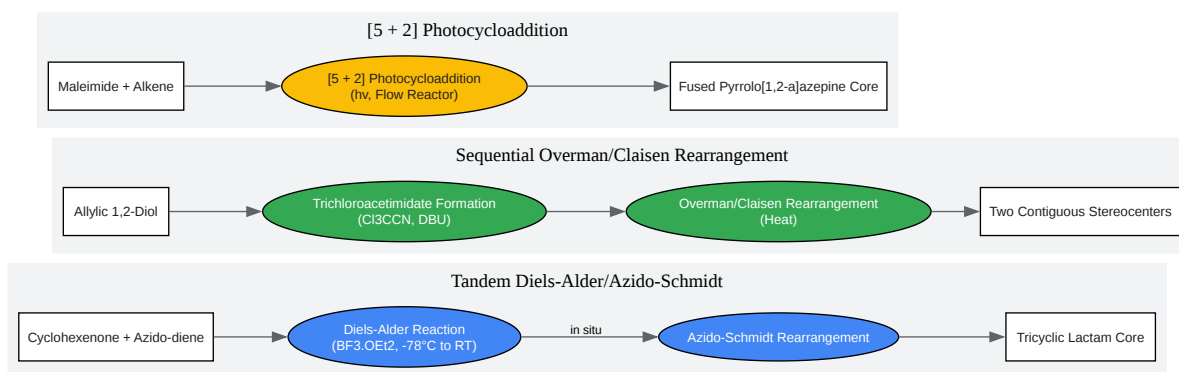 [5 + 2] Photocycloaddition
Maleimide + Alkene
[5 + 2] Photocycloaddition
(hv, Flow Reactor)
Fused Pyrrolo[1,2-a]azepine Core
Sequential Overman/Claisen Rearrangement
Allylic 1,2-Diol
Trichloroacetimidate Formation
(Cl3CCN, DBU)
Overman/Claisen Rearrangement
(Heat)
Two Contiguous Stereocenters
Tandem Diels-Alder/Azido-Schmidt
Cyclohexenone + Azido-diene
Diels-Alder Reaction
(BF3.OEt2, -78°C to RT)
in situ
Azido-Schmidt Rearrangement
Tricyclic Lactam Core